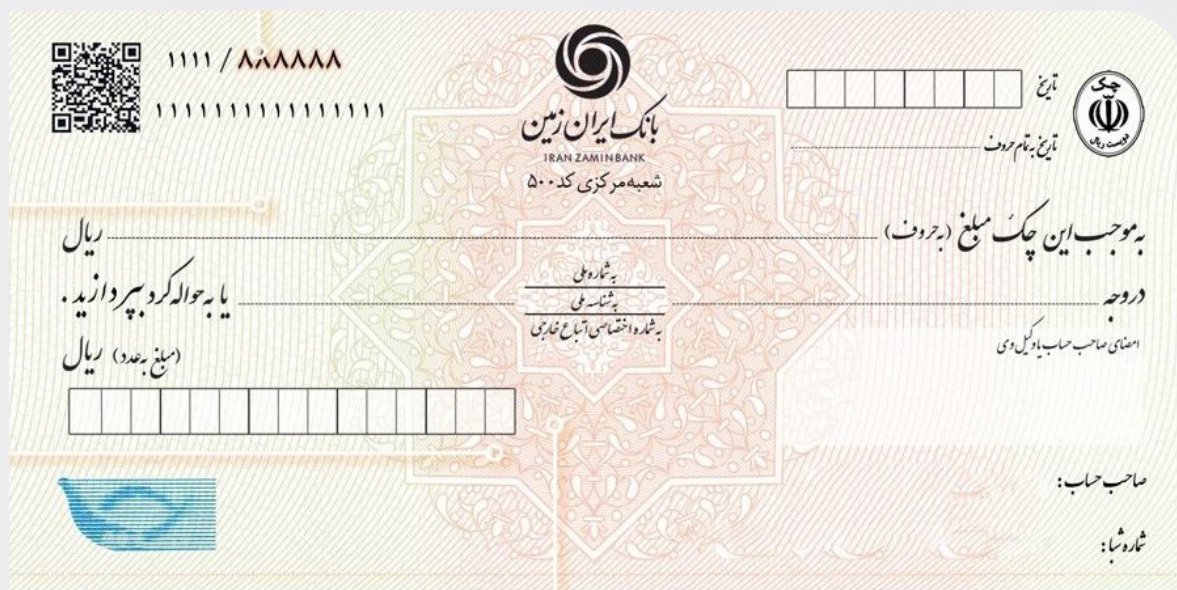 چک
دویست ریال
تاریخ
تاریخ به تمام حروف
بانک ایران زمین
IRAN ZAMIN BANK
شعبه مرکزی کد ۵۰۰
۱۱۱۱ / ۸۸۸۸۸۸
۱۱۱۱۱۱۱۱۱۱۱۱۱۱۱۱
به موجب این چک مبلغ (به حروف) ریال
در وجه
به شماره ملی
به شناسه ملی
به شماره اختصاصی اتباع خارجی
یا به حواله کرد بپردازید .
امضای صاحب حساب یا وکیل وی
(مبلغ به عدد) ریال
صاحب حساب :
شماره شبا :